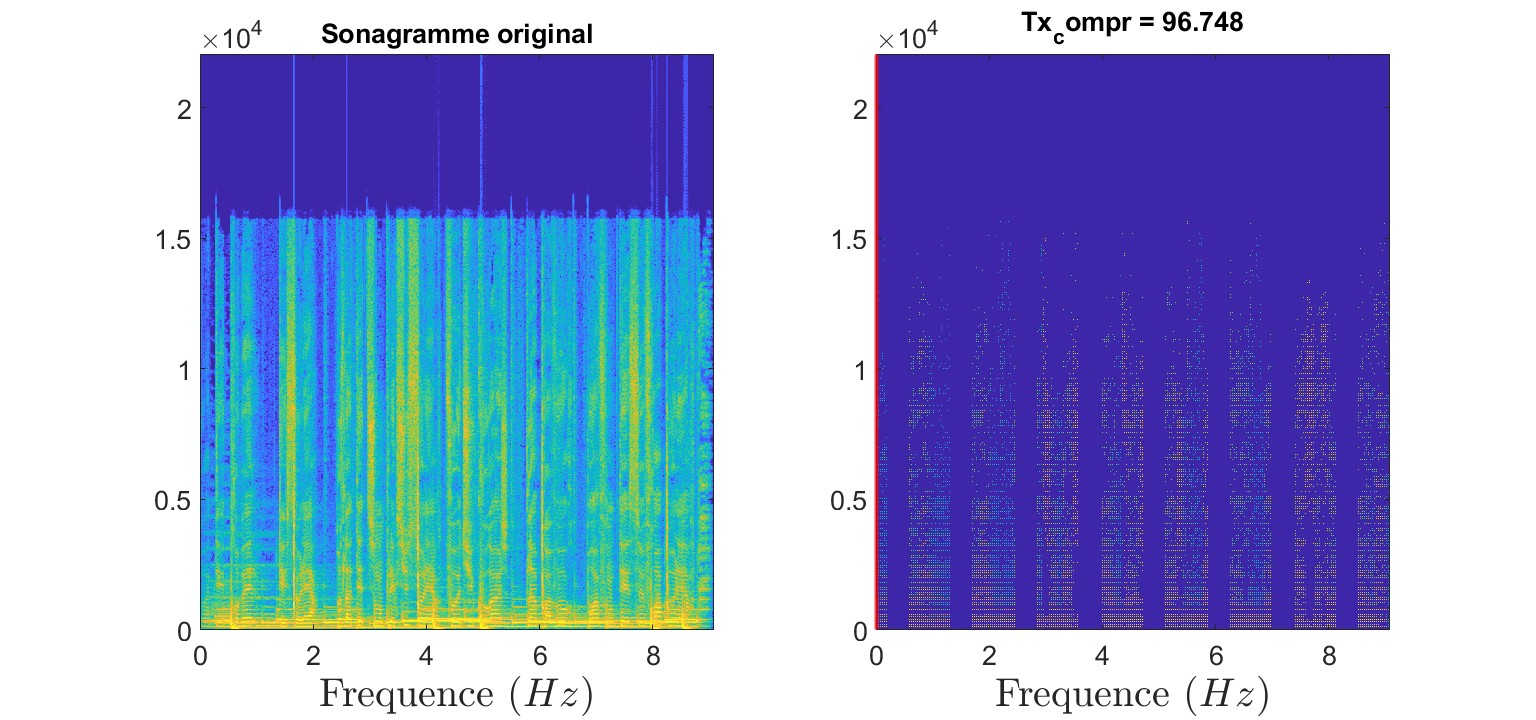 Sonagramme original
×10⁴
2
1.5
1
0.5
0
0 2 4 6 8
Frequence (Hz)
Tx_compr = 96.748
×10⁴
2
1.5
1
0.5
0
0 2 4 6 8
Frequence (Hz)